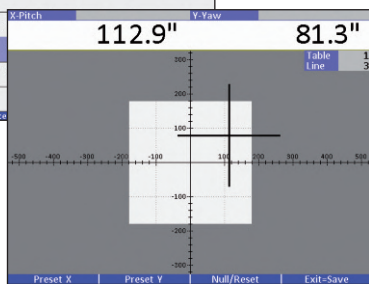 X-Pitch Y-Yaw
112.9" 81.3"
Table 1
Line 3
300
200
100
-500 -400 -300 -200 -100 100 200 300 400 500
-100
-200
-300
Preset X Preset Y Null/Reset Exit=Save